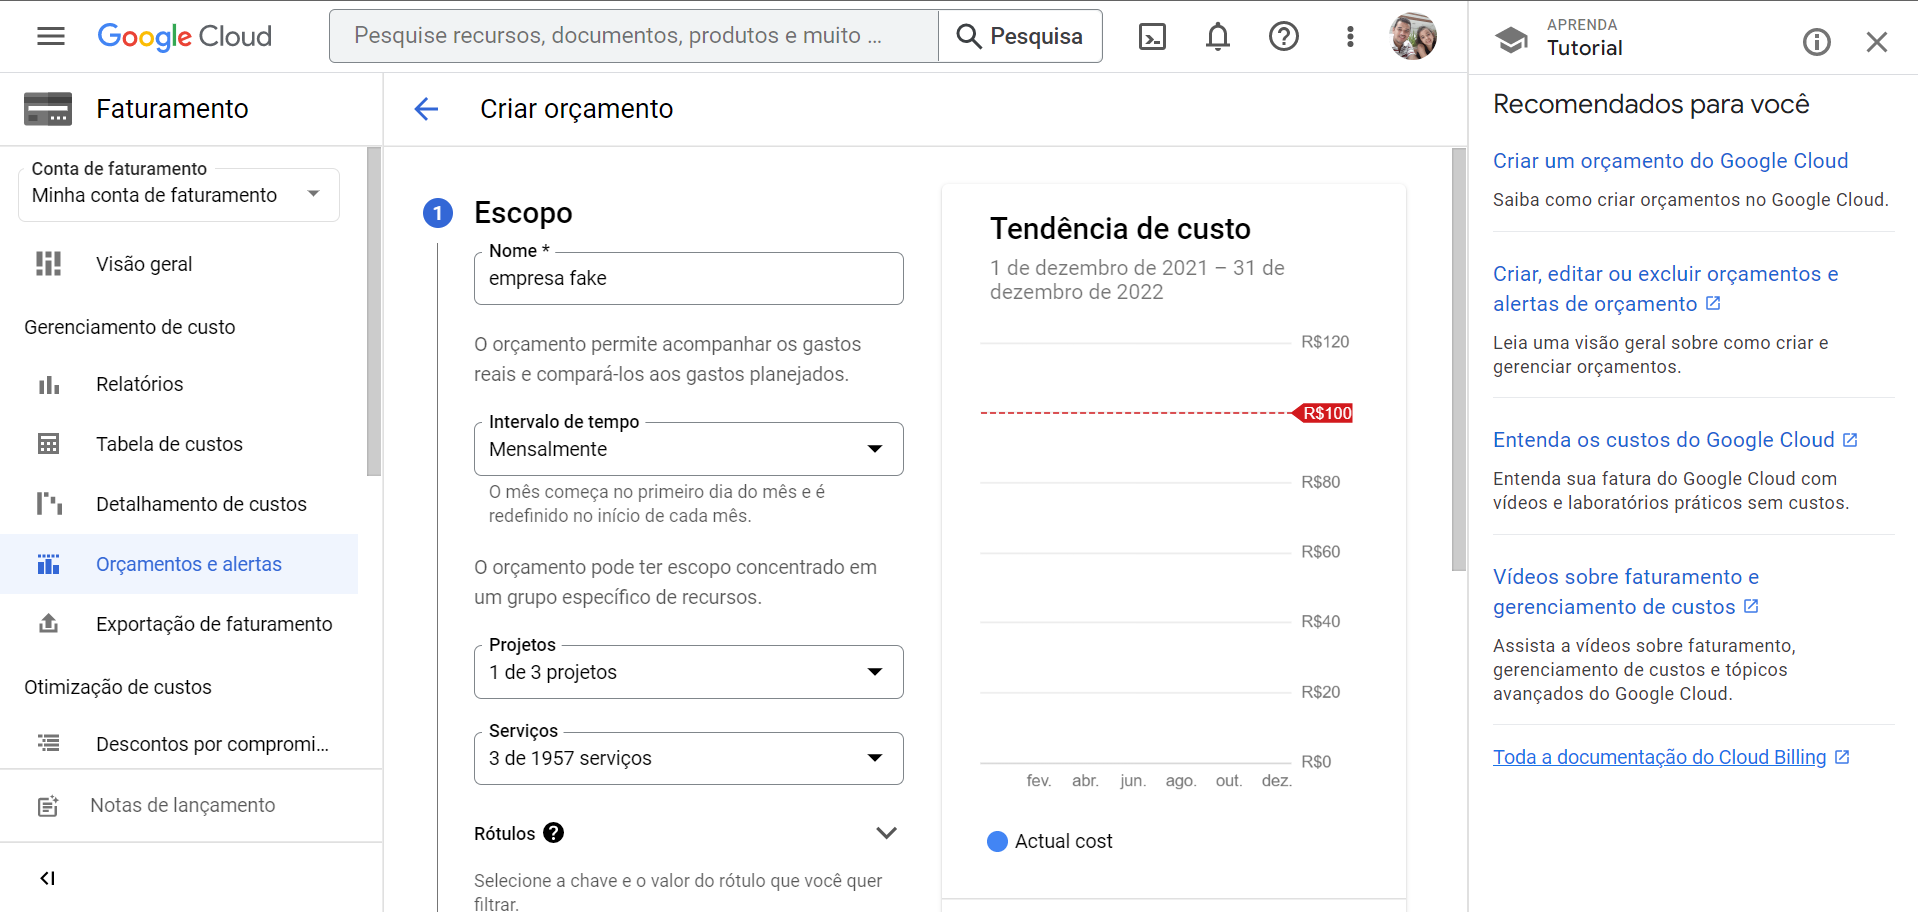 Google Cloud
Pesquise recursos, documentos, produtos e muito ...
Pesquisa
APRENDA
Tutorial
Faturamento
Criar orçamento
Conta de faturamento
Minha conta de faturamento
Visão geral
Gerenciamento de custo
Relatórios
Tabela de custos
Detalhamento de custos
Orçamentos e alertas
Exportação de faturamento
Otimização de custos
Descontos por compromi...
Notas de lançamento
1
Escopo
Nome *
empresa fake
O orçamento permite acompanhar os gastos
reais e compará-los aos gastos planejados.
Intervalo de tempo
Mensalmente
O mês começa no primeiro dia do mês e é
redefinido no início de cada mês.
O orçamento pode ter escopo concentrado em
um grupo específico de recursos.
Projetos
1 de 3 projetos
Serviços
3 de 1957 serviços
Rótulos ?
Selecione a chave e o valor do rótulo que você quer
filtrar.
Tendência de custo
1 de dezembro de 2021 – 31 de
dezembro de 2022
R$120
R$100
R$80
R$60
R$40
R$20
R$0
fev. abr. jun. ago. out. dez.
Actual cost
Recomendados para você
Criar um orçamento do Google Cloud
Saiba como criar orçamentos no Google Cloud.
Criar, editar ou excluir orçamentos e
alertas de orçamento
Leia uma visão geral sobre como criar e
gerenciar orçamentos.
Entenda os custos do Google Cloud
Entenda sua fatura do Google Cloud com
vídeos e laboratórios práticos sem custos.
Vídeos sobre faturamento e
gerenciamento de custos
Assista a vídeos sobre faturamento,
gerenciamento de custos e tópicos
avançados do Google Cloud.
Toda a documentação do Cloud Billing